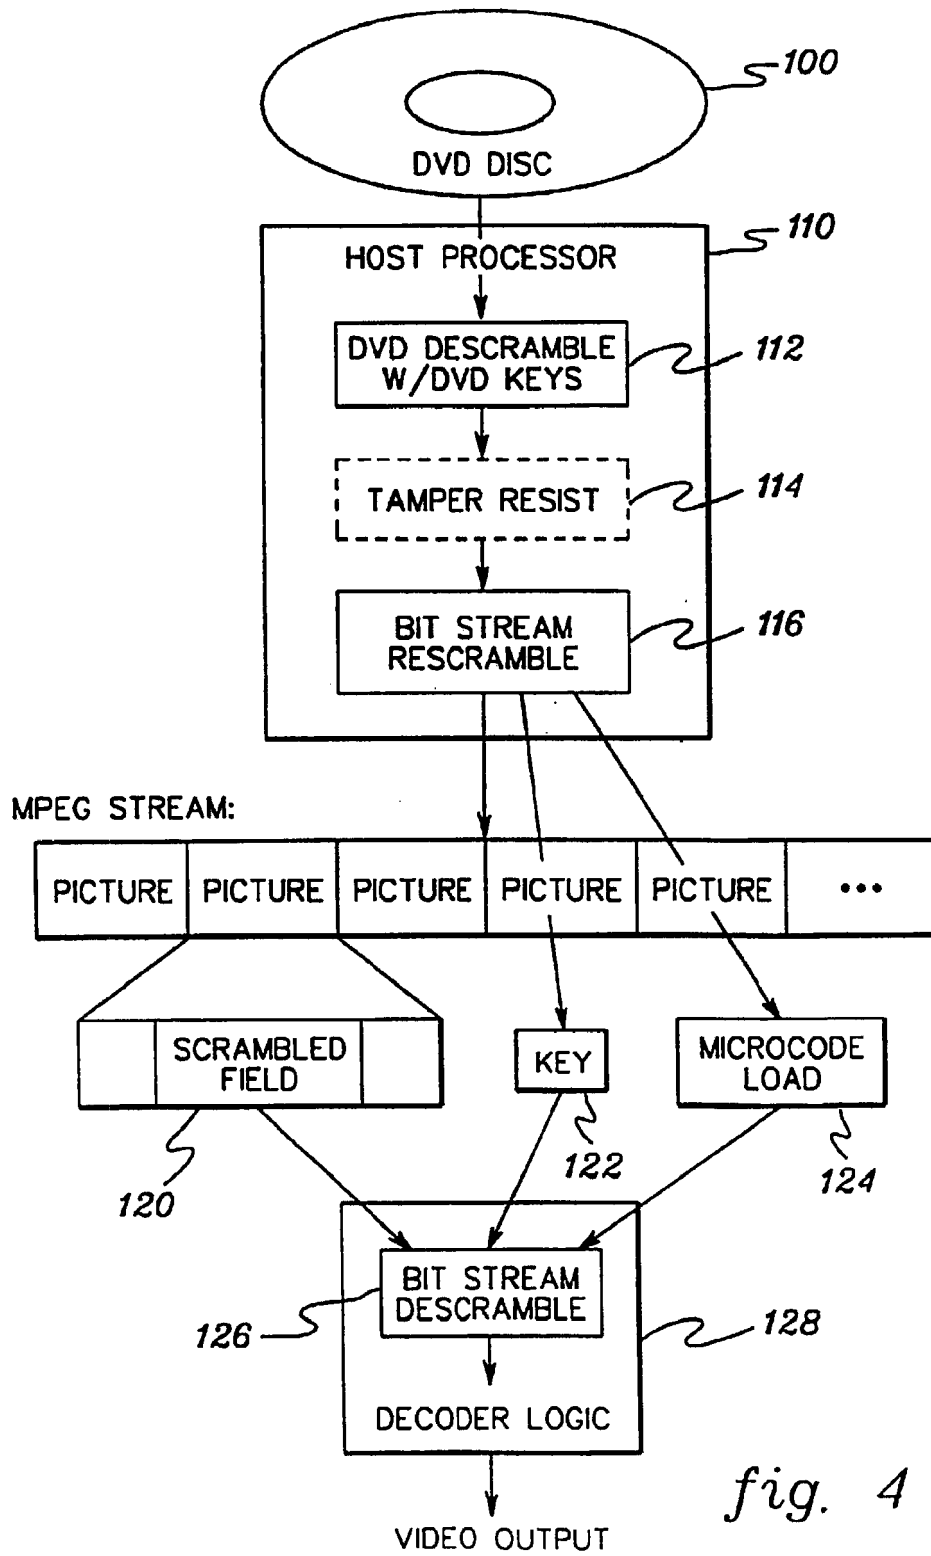 100
DVD DISC
110
HOST PROCESSOR
DVD DESCRAMBLE
W/DVD KEYS
112
TAMPER RESIST
114
BIT STREAM
RESCRAMBLE
116
MPEG STREAM:
PICTURE PICTURE PICTURE PICTURE PICTURE •••
SCRAMBLED
FIELD
KEY
MICROCODE
LOAD
120
122
124
BIT STREAM
DESCRAMBLE
126
128
DECODER LOGIC
fig. 4
VIDEO OUTPUT